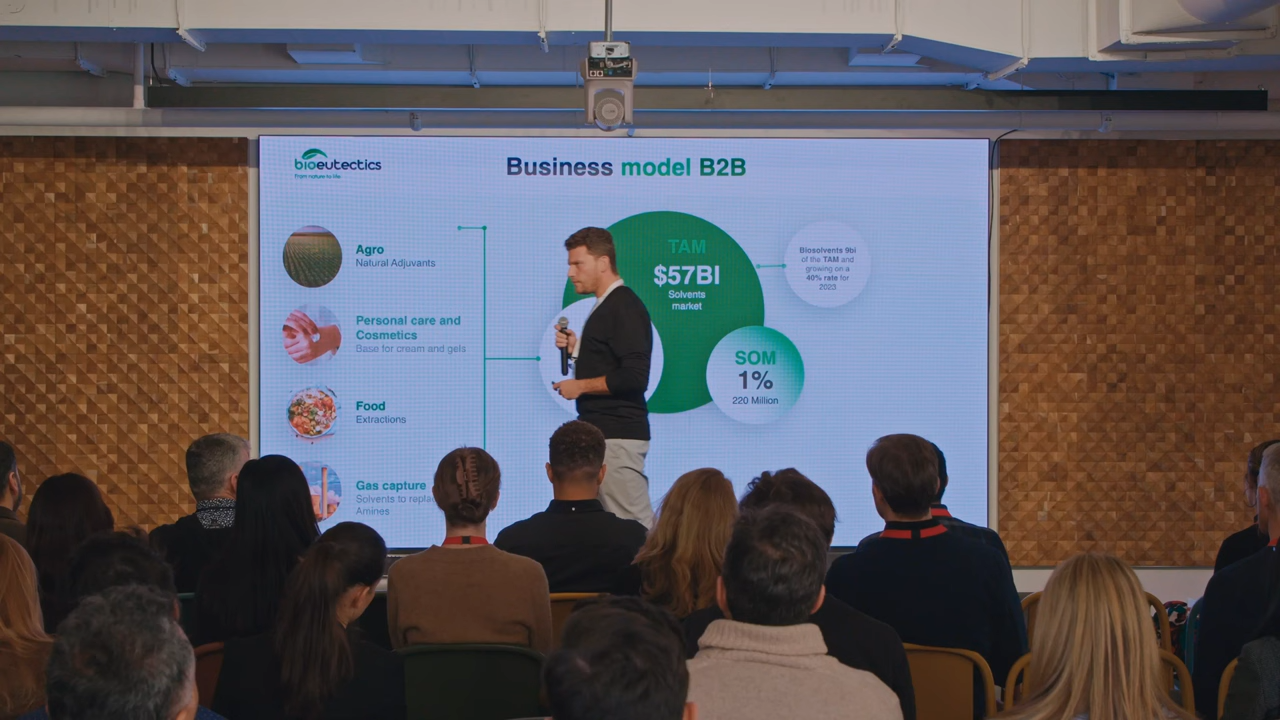 bioeutectics
From nature to life
Business model B2B
Agro
Natural Adjuvants
Personal care and
Cosmetics
Base for cream and gels
Food
Extractions
Gas capture
Solvents to
Amines
TAM
$57BI
Solvents
market
Biosolvents 9bi
of the TAM and
growing on a
40% rate for
2023
SOM
1%
220 Million